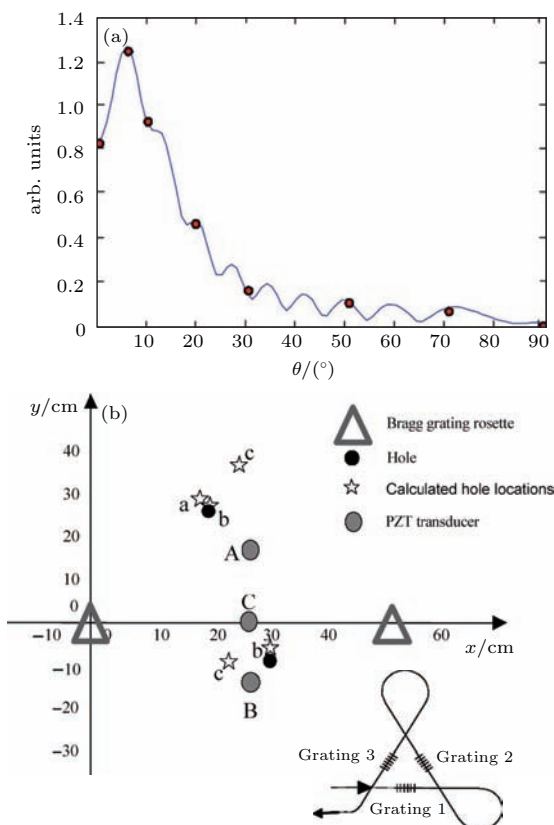 (a)
1.4
1.2
1.0
0.8
0.6
0.4
0.2
0
arb. units
10 20 30 40 50 60 70 80 90
θ/(°)
y/cm
(b)
40
30
20
10
0
−10
−20
−30
−10 0 10 20 30 40 60
x/cm
c
a
b
A
C
b
c
B
Bragg grating rosette
Hole
Calculated hole locations
PZT transducer
Grating 3
Grating 2
Grating 1